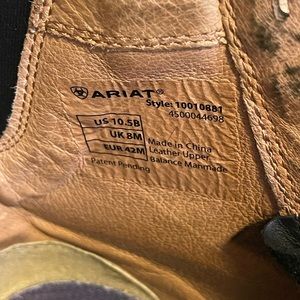 ARIAT®
Style: 10010881
4500044698
US 10.5B
UK 8M
EUR 42M
Patent Pending
Made in China
Leather Upper
Balance Manmade